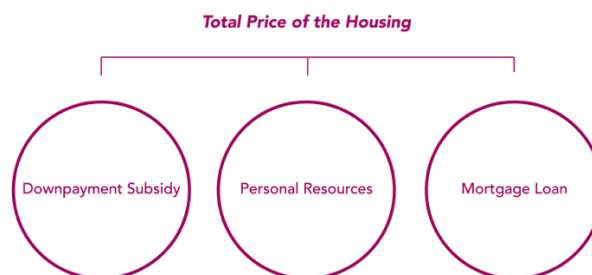 Total Price of the Housing
Downpayment Subsidy
Personal Resources
Mortgage Loan